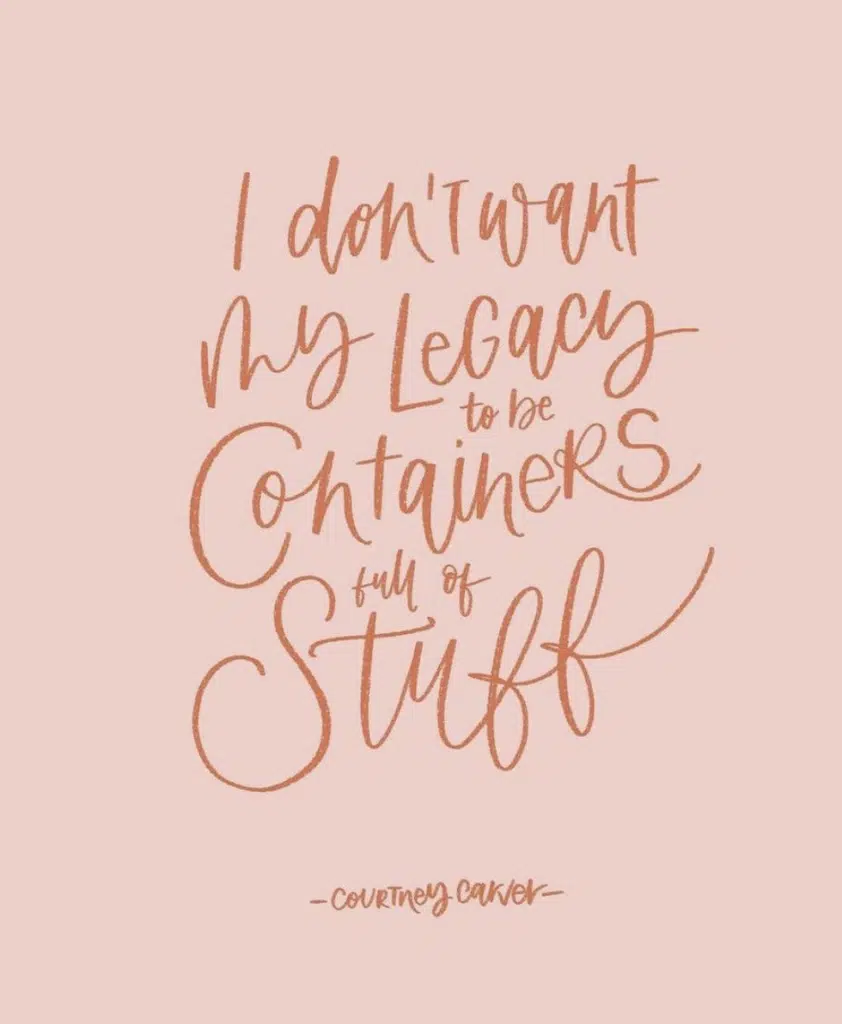 I don't want
my Legacy
to be
Containers
full of
Stuff
-Courtney Carver-